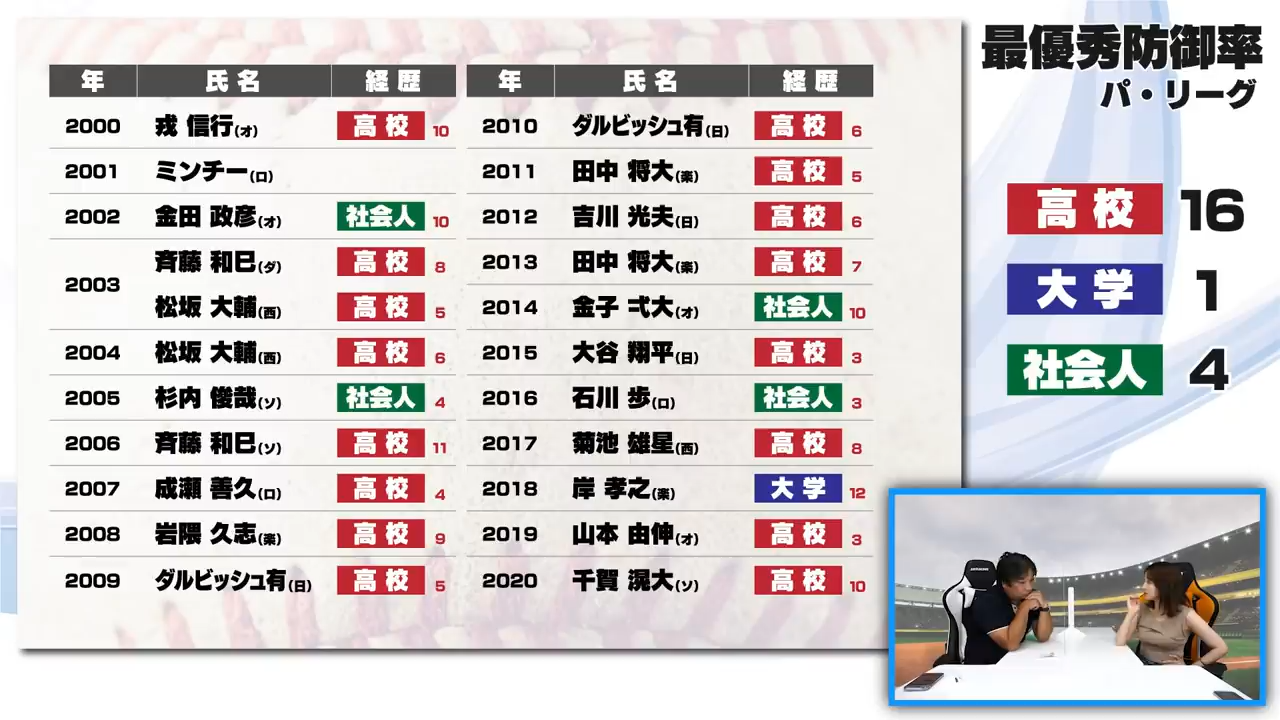 最優秀防御率
パ・リーグ
年 氏名 経歴
2000 戎 信行(オ) 高校 10
2001 ミンチー(ロ)
2002 金田 政彦(オ) 社会人 10
2003 斉藤 和巳(ダ) 高校 8
松坂 大輔(西) 高校 5
2004 松坂 大輔(西) 高校 6
2005 杉内 俊哉(ソ) 社会人 4
2006 斉藤 和巳(ソ) 高校 11
2007 成瀬 善久(ロ) 高校 4
2008 岩隈 久志(楽) 高校 9
2009 ダルビッシュ有(日) 高校 5
年 氏名 経歴
2010 ダルビッシュ有(日) 高校 6
2011 田中 将大(楽) 高校 5
2012 吉川 光夫(日) 高校 6
2013 田中 将大(楽) 高校 7
2014 金子 弌大(オ) 社会人 10
2015 大谷 翔平(日) 高校 3
2016 石川 歩(ロ) 社会人 3
2017 菊池 雄星(西) 高校 8
2018 岸 孝之(楽) 大学 12
2019 山本 由伸(オ) 高校 3
2020 千賀 滉大(ソ) 高校 10
高校 16
大学 1
社会人 4